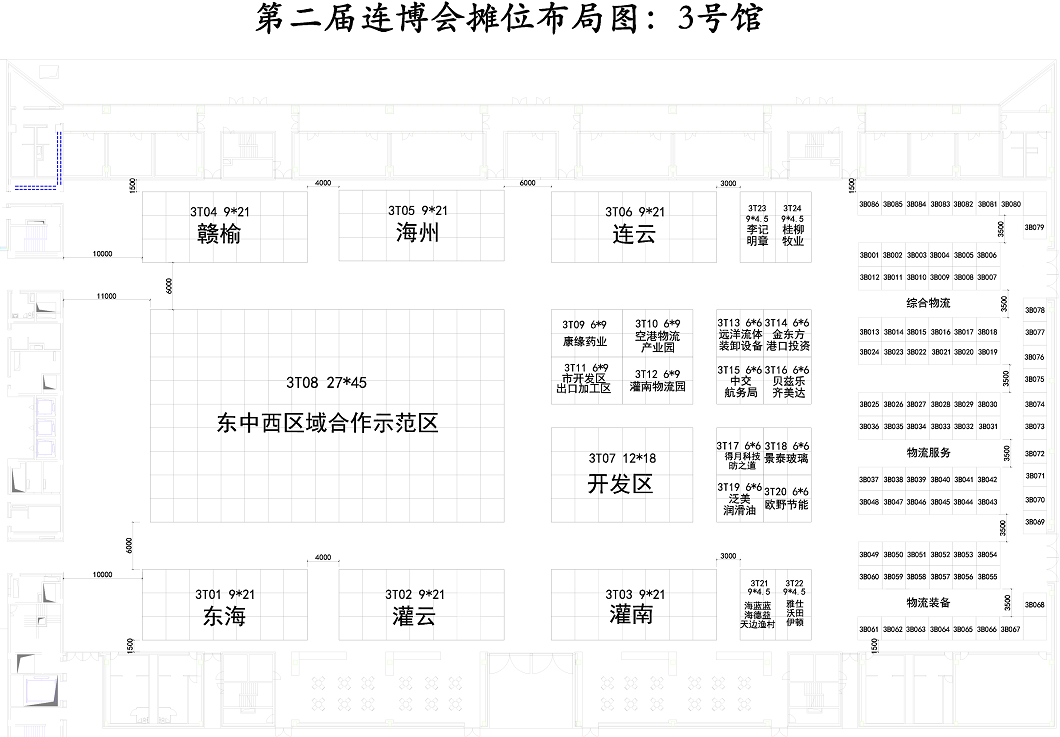 第二届连博会摊位布局图：3号馆
1500
4000
6000
3000
1500
3T04 9*21
赣榆
3T05 9*21
海州
3T06 9*21
连云
3T23
9*4.5
李记
明章
3T24
9*4.5
桂柳
牧业
3B086 3B085 3B084 3B083 3B082 3B081 3B080
3B079
3500
10000
6000
11000
3B001 3B002 3B003 3B004 3B005 3B006
3B012 3B011 3B010 3B009 3B008 3B007
综合物流
3500
3B078
3B077
3B076
3B075
3B074
3B073
3B072
3B071
3B070
3B069
3B013 3B014 3B015 3B016 3B017 3B018
3B024 3B023 3B022 3B021 3B020 3B019
3500
3T08 27*45
东中西区域合作示范区
3T09 6*9
康缘药业
3T10 6*9
空港物流
产业园
3T11 6*9
市开发区
出口加工区
3T12 6*9
灌南物流园
3T13 6*6
远洋流体
装卸设备
3T14 6*6
金东方
港口投资
3T15 6*6
中交
航务局
3T16 6*6
贝兹乐
齐美达
3B025 3B026 3B027 3B028 3B029 3B030
3B036 3B035 3B034 3B033 3B032 3B031
物流服务
3500
3T07 12*18
开发区
3T17 6*6
得月科技
助之道
3T18 6*6
景泰玻璃
3T19 6*6
泛美
润滑油
3T20 6*6
欧野节能
3B037 3B038 3B039 3B040 3B041 3B042
3B048 3B047 3B046 3B045 3B044 3B043
3500
6000
10000
4000
3000
3B049 3B050 3B051 3B052 3B053 3B054
3B060 3B059 3B058 3B057 3B056 3B055
物流装备
3500
3B068
3T01 9*21
东海
3T02 9*21
灌云
3T03 9*21
灌南
3T21
9*4.5
海蓝蓝
海德益
天边渔村
3T22
9*4.5
雅仕
沃田
伊顿
3B061 3B062 3B063 3B064 3B065 3B066 3B067
1500
1500